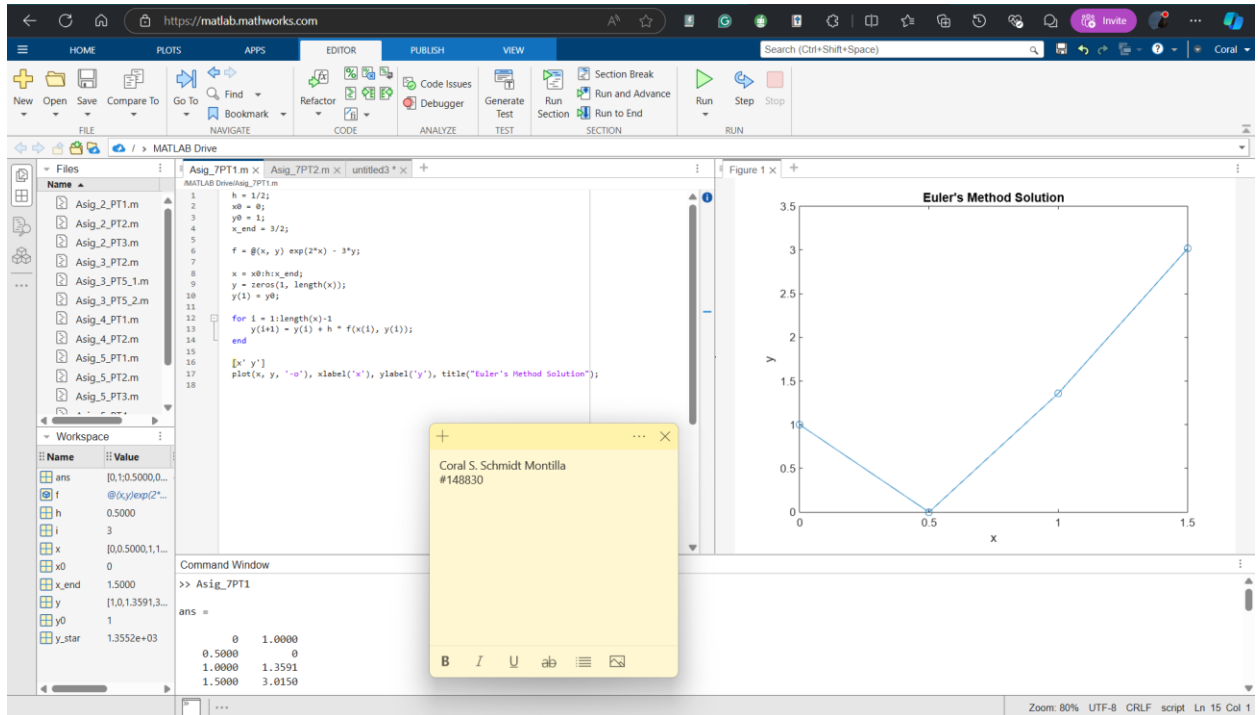 https://matlab.mathworks.com
Invite
HOME PLOTS APPS EDITOR PUBLISH VIEW
Search (Ctrl+Shift+Space)
Coral
New Open Save Compare To Go To Find Bookmark Refactor Code Issues Debugger Generate Test Run Section Section Break Run and Advance Run to End Run Step Stop
FILE NAVIGATE CODE ANALYZE TEST SECTION RUN
/ › MATLAB Drive
Files
Name
Asig_2_PT1.m
Asig_2_PT2.m
Asig_2_PT3.m
Asig_3_PT2.m
Asig_3_PT5_1.m
Asig_3_PT5_2.m
Asig_4_PT1.m
Asig_4_PT2.m
Asig_5_PT1.m
Asig_5_PT2.m
Asig_5_PT3.m
Workspace
Name Value
ans [0,1;0.5000,0...
f @(x,y)exp(2*...
h 0.5000
i 3
x [0,0.5000,1,1...
x0 0
x_end 1.5000
y [1,0,1.3591,3...
y0 1
y_star 1.3552e+03
Asig_7PT1.m × Asig_7PT2.m × untitled3 * × +
/MATLAB Drive/Asig_7PT1.m
1 h = 1/2;
2 x0 = 0;
3 y0 = 1;
4 x_end = 3/2;
5
6 f = @(x, y) exp(2*x) - 3*y;
7
8 x = x0:h:x_end;
9 y = zeros(1, length(x));
10 y(1) = y0;
11
12 for i = 1:length(x)-1
13 y(i+1) = y(i) + h * f(x(i), y(i));
14 end
15
16 [x' y']
17 plot(x, y, '-o'), xlabel('x'), ylabel('y'), title("Euler's Method Solution");
18
Figure 1 × +
Euler's Method Solution
3.5
3
2.5
2
1.5
1
0.5
0
y
0 0.5 1 1.5
x
Coral S. Schmidt Montilla
#148830
B I U ab
Command Window
>> Asig_7PT1
ans =
0 1.0000
0.5000 0
1.0000 1.3591
1.5000 3.0150
Zoom: 80% UTF-8 CRLF script Ln 15 Col 1